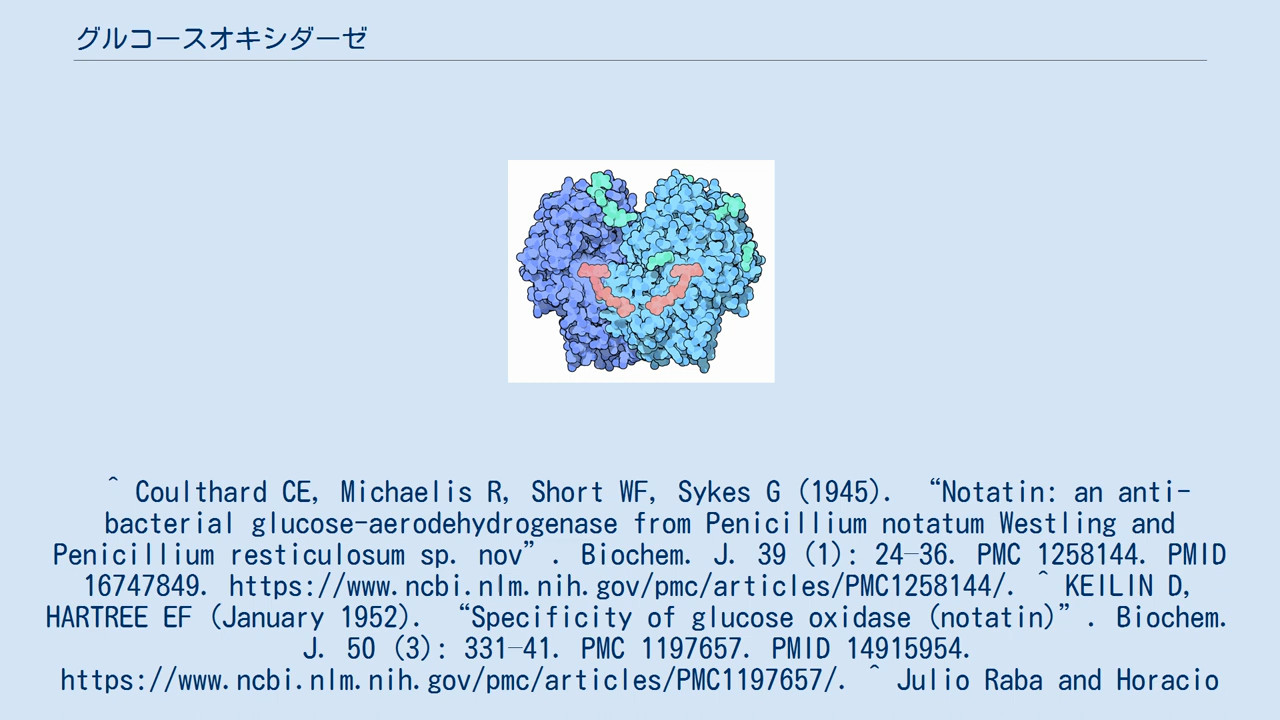 グルコースオキシダーゼ
^ Coulthard CE, Michaelis R, Short WF, Sykes G (1945). “Notatin: an anti-
bacterial glucose-aerodehydrogenase from Penicillium notatum Westling and
Penicillium resticulosum sp. nov”. Biochem. J. 39 (1): 24–36. PMC 1258144. PMID
16747849. https://www.ncbi.nlm.nih.gov/pmc/articles/PMC1258144/. ^ KEILIN D,
HARTREE EF (January 1952). “Specificity of glucose oxidase (notatin)”. Biochem.
J. 50 (3): 331–41. PMC 1197657. PMID 14915954.
https://www.ncbi.nlm.nih.gov/pmc/articles/PMC1197657/. ^ Julio Raba and Horacio